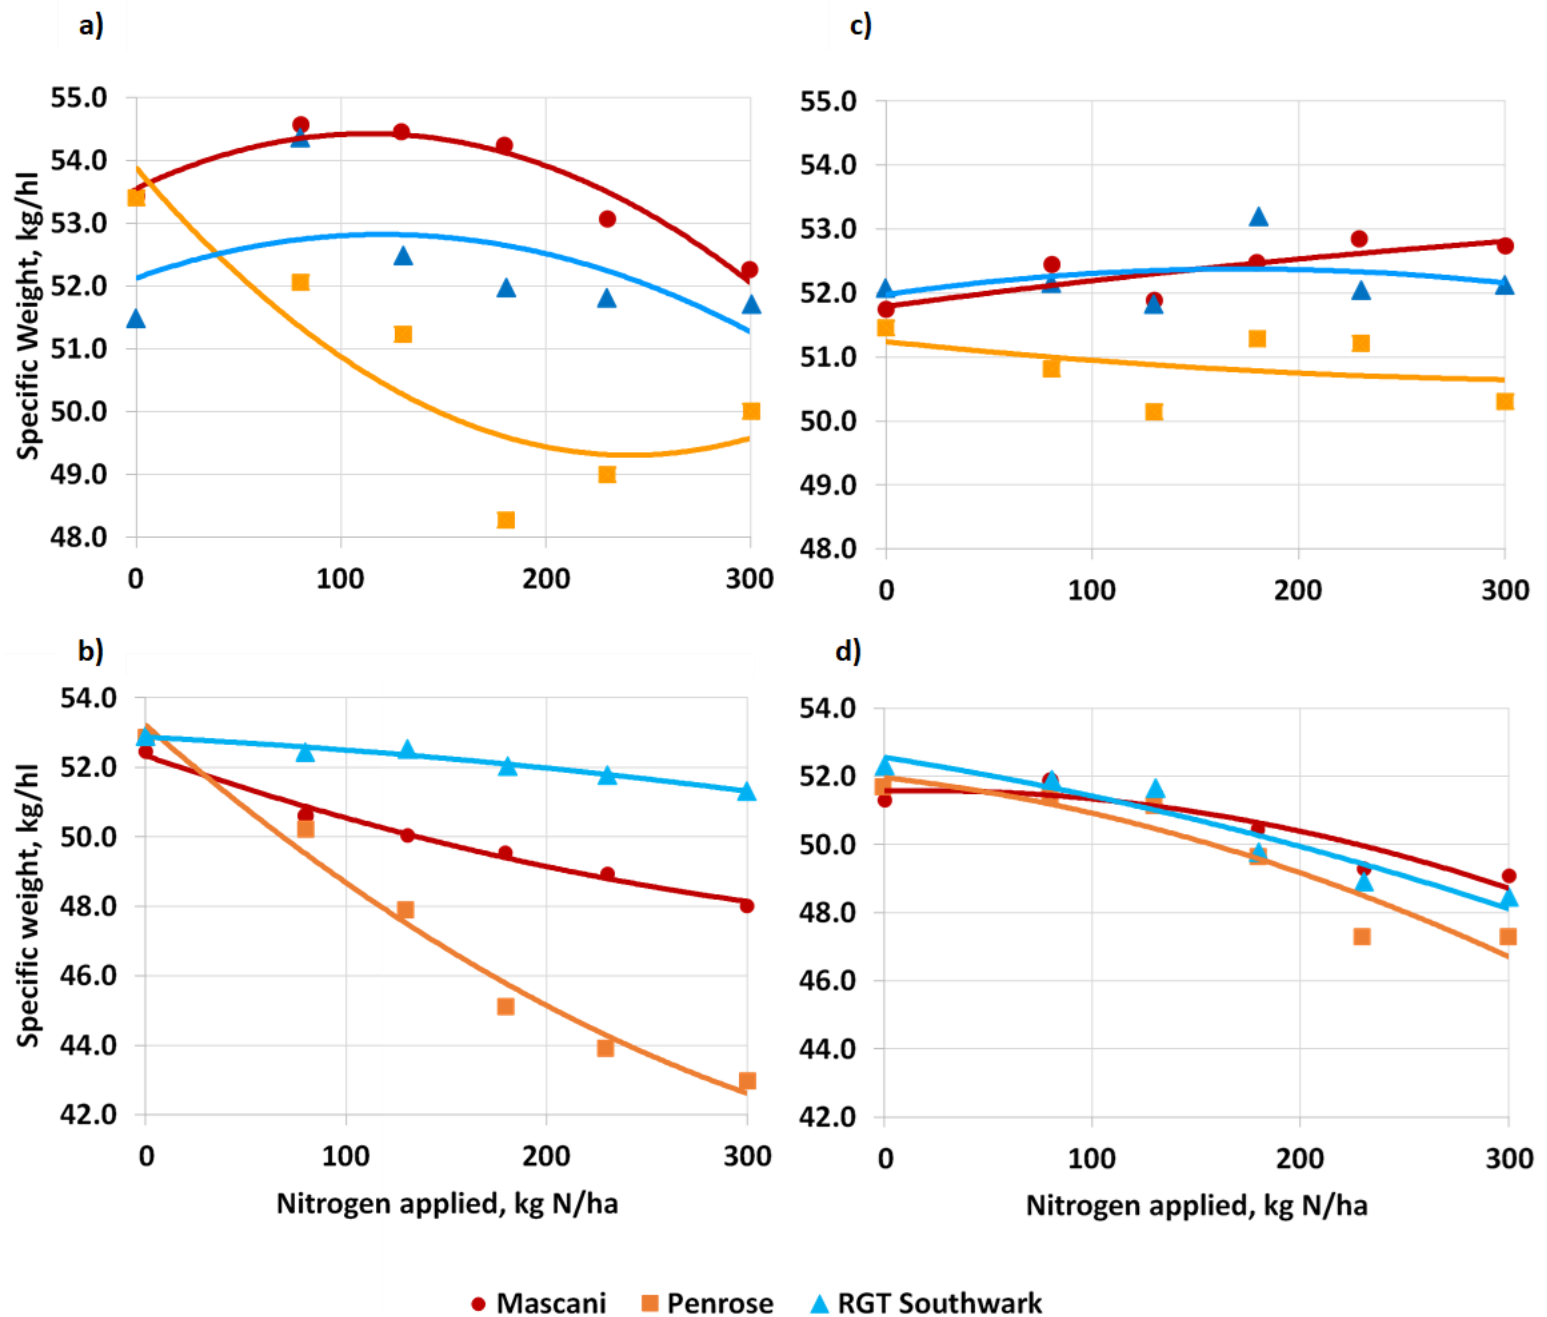 a)
Specific Weight, kg/hl
55.0
54.0
53.0
52.0
51.0
50.0
49.0
48.0
0 100 200 300
c)
55.0
54.0
53.0
52.0
51.0
50.0
49.0
48.0
0 100 200 300
b)
Specific weight, kg/hl
54.0
52.0
50.0
48.0
46.0
44.0
42.0
0 100 200 300
Nitrogen applied, kg N/ha
d)
54.0
52.0
50.0
48.0
46.0
44.0
42.0
0 100 200 300
Nitrogen applied, kg N/ha
Mascani Penrose RGT Southwark